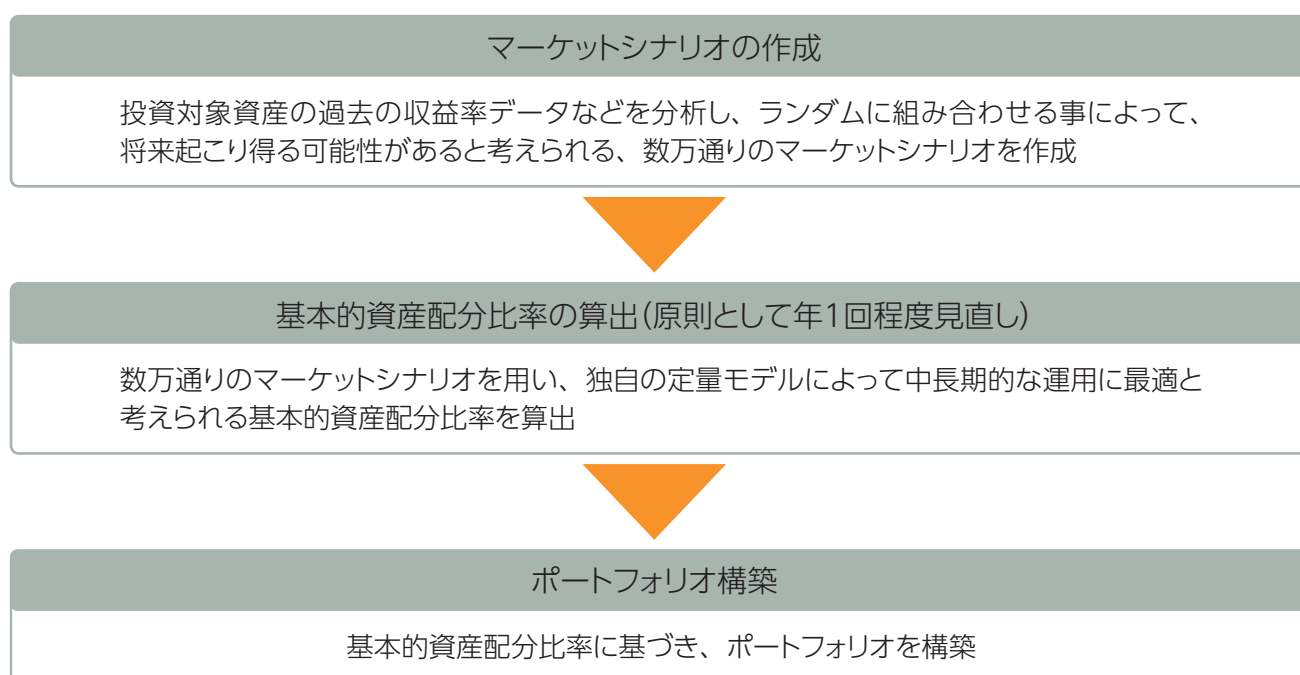 マーケットシナリオの作成
投資対象資産の過去の収益率データなどを分析し、ランダムに組み合わせる事によって、
将来起こり得る可能性があると考えられる、数万通りのマーケットシナリオを作成
基本的資産配分比率の算出(原則として年1回程度見直し)
数万通りのマーケットシナリオを用い、独自の定量モデルによって中長期的な運用に最適と
考えられる基本的資産配分比率を算出
ポートフォリオ構築
基本的資産配分比率に基づき、ポートフォリオを構築